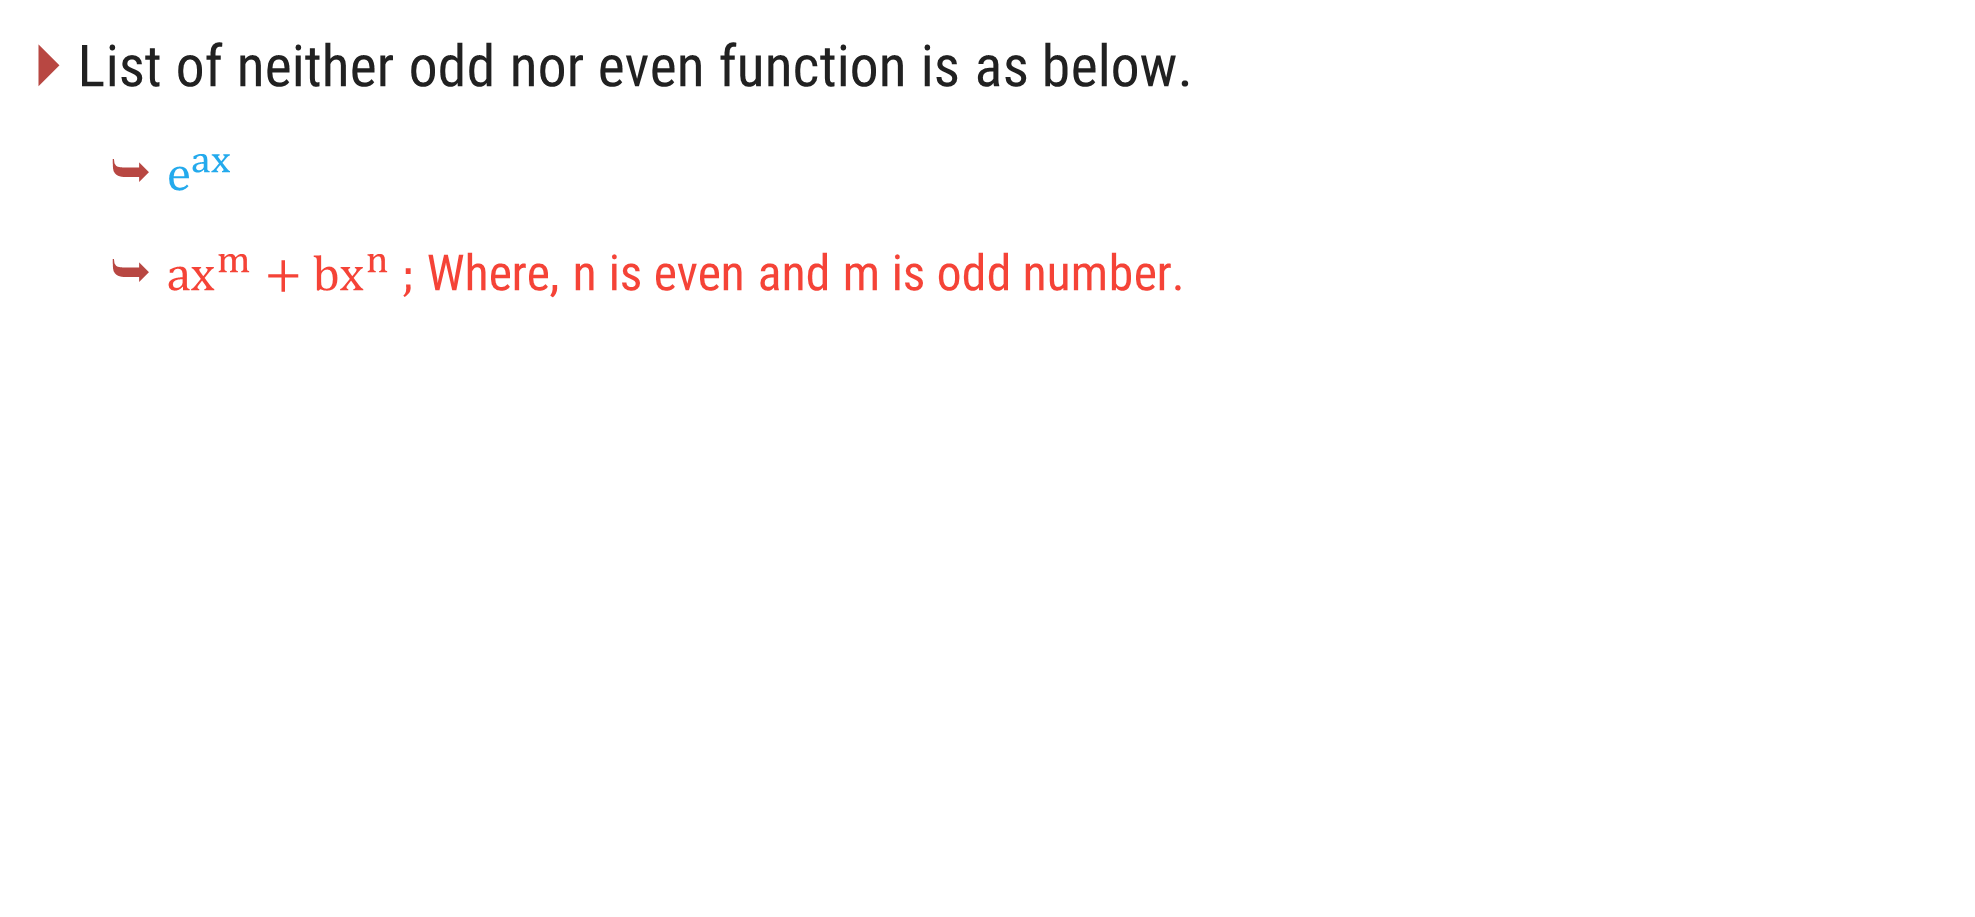 List of neither odd nor even function is as below.
e^{ax}
ax^{m} + bx^{n} ; Where, n is even and m is odd number.